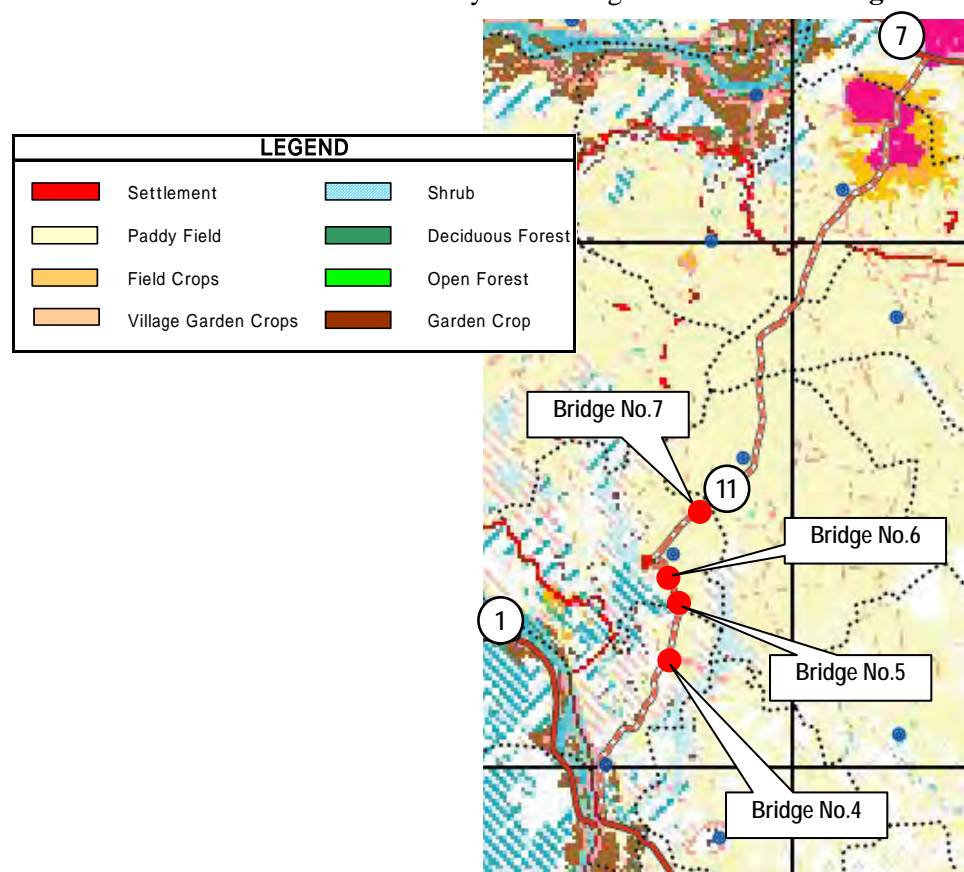 7
LEGEND
Settlement
Shrub
Paddy Field
Deciduous Forest
Field Crops
Open Forest
Village Garden Crops
Garden Crop
Bridge No.7
11
Bridge No.6
1
Bridge No.5
Bridge No.4